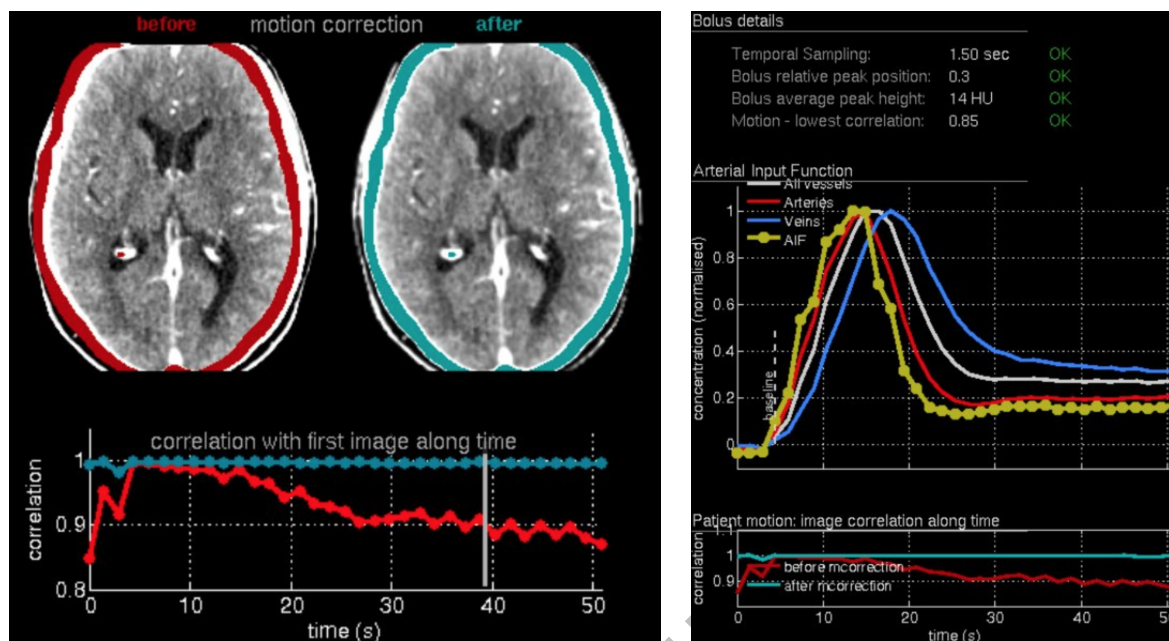 before motion correction after
correlation with first image along time
correlation
1
0.9
0.8
0 10 20 30 40 50
time (s)
Bolus details
Temporal Sampling: 1.50 sec OK
Bolus relative peak position: 0.3 OK
Bolus average peak height: 14 HU OK
Motion - lowest correlation: 0.85 OK
Arterial Input Function
All vessels
Arteries
Veins
AIF
concentration (normalised)
1
0.8
0.6
0.4
0.2
0
baseline
0 10 20 30 40 50
Patient motion: image correlation along time
correlation
1
0.9
before mcorrection
after mcorrection
0 10 20 30 40
time (s)